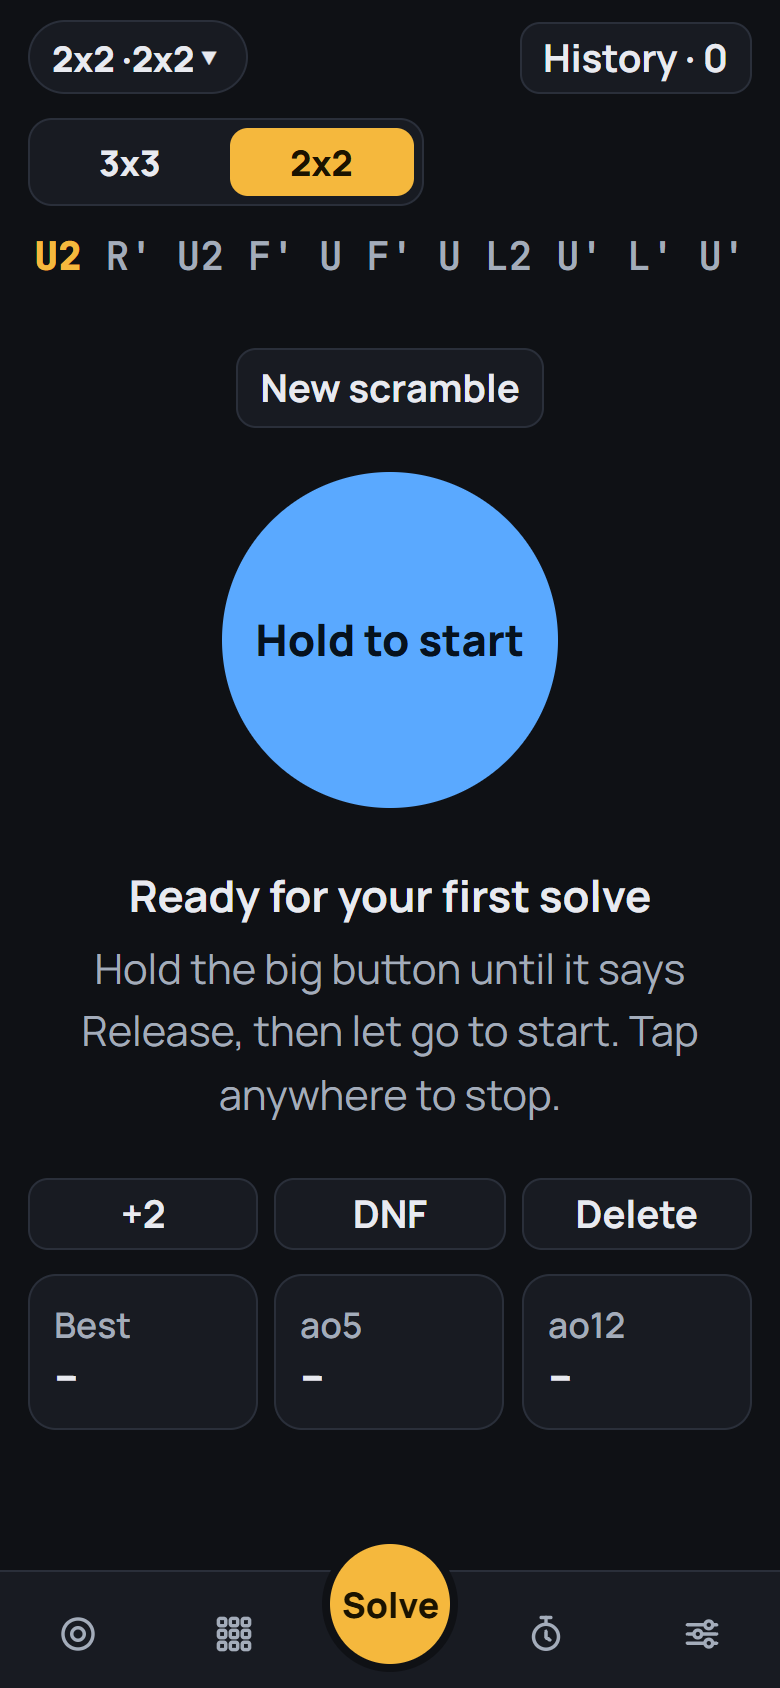 2x2 ·2x2 ▼
History · 0
3x3 2x2
U2 R' U2 F' U F' U L2 U' L' U'
New scramble
Hold to start
Ready for your first solve
Hold the big button until it says
Release, then let go to start. Tap
anywhere to stop.
+2 DNF Delete
Best ao5 ao12
– – –
Solve